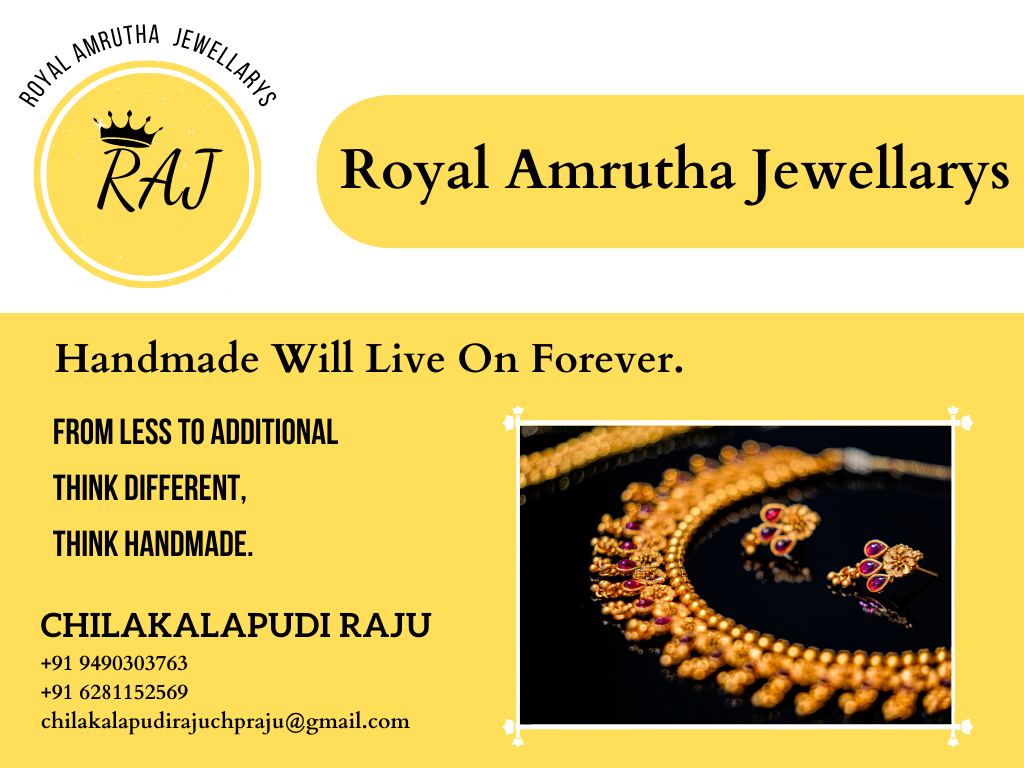 ROYAL AMRUTHA JEWELLARYS
RAJ
Royal Amrutha Jewellarys
Handmade Will Live On Forever.
FROM LESS TO ADDITIONAL
THINK DIFFERENT,
THINK HANDMADE.
CHILAKALAPUDI RAJU
+91 9490303763
+91 6281152569
chilakalapudirajuchpraju@gmail.com